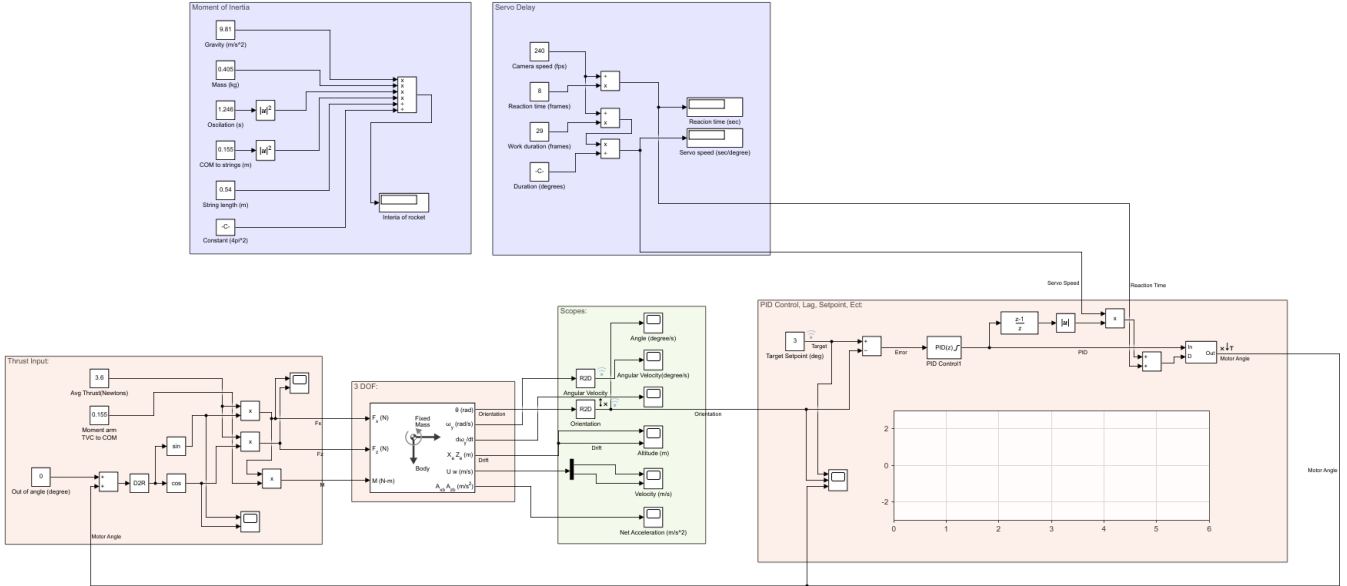 Moment of Inertia
9.81
Gravity (m/s^2)
0.405
Mass (kg)
1.246
|u|²
Oscilation (s)
0.155
|u|²
COM to strings (m)
0.54
String length (m)
-C-
Constant (4pi^2)
x
x
x
x
÷
÷
Interia of rocket
Servo Delay
240
Camera speed (fps)
8
Reaction time (frames)
29
Work duration (frames)
-C-
Duration (degrees)
÷
x
÷
x
x
÷
Reacion time (sec)
Servo speed (sec/degree)
Servo Speed
Reaction Time
Thrust Input:
3.6
Avg Thrust(Newtons)
0.155
Moment arm
TVC to COM
0
Out of angle (degree)
+
+
D2R
sin
cos
x
x
x
Fx
Fz
M
Motor Angle
3 DOF:
Fx (N)
Fz (N)
M (N-m)
Fixed
Mass
Body
θ (rad)
ωy (rad/s)
dωy/dt
Xe Ze (m)
U w (m/s)
Axb Azb (m/s²)
Orientation
Drift
Scopes:
Angle (degree/s)
R2D
Angular Velocity
Angular Velocity(degree/s)
R2D
Orientation
Drift
Altitude (m)
Velocity (m/s)
Net Acceleration (m/s^2)
Orientation
PID Control, Lag, Setpoint, Ect:
3
Target
Target Setpoint (deg)
+
−
Error
PID(z)
PID Control1
PID
z-1
z
|u|
x
+
+
In
D
Out
T
Motor Angle
2
0
-2
0
1
2
3
4
5
6
Motor Angle